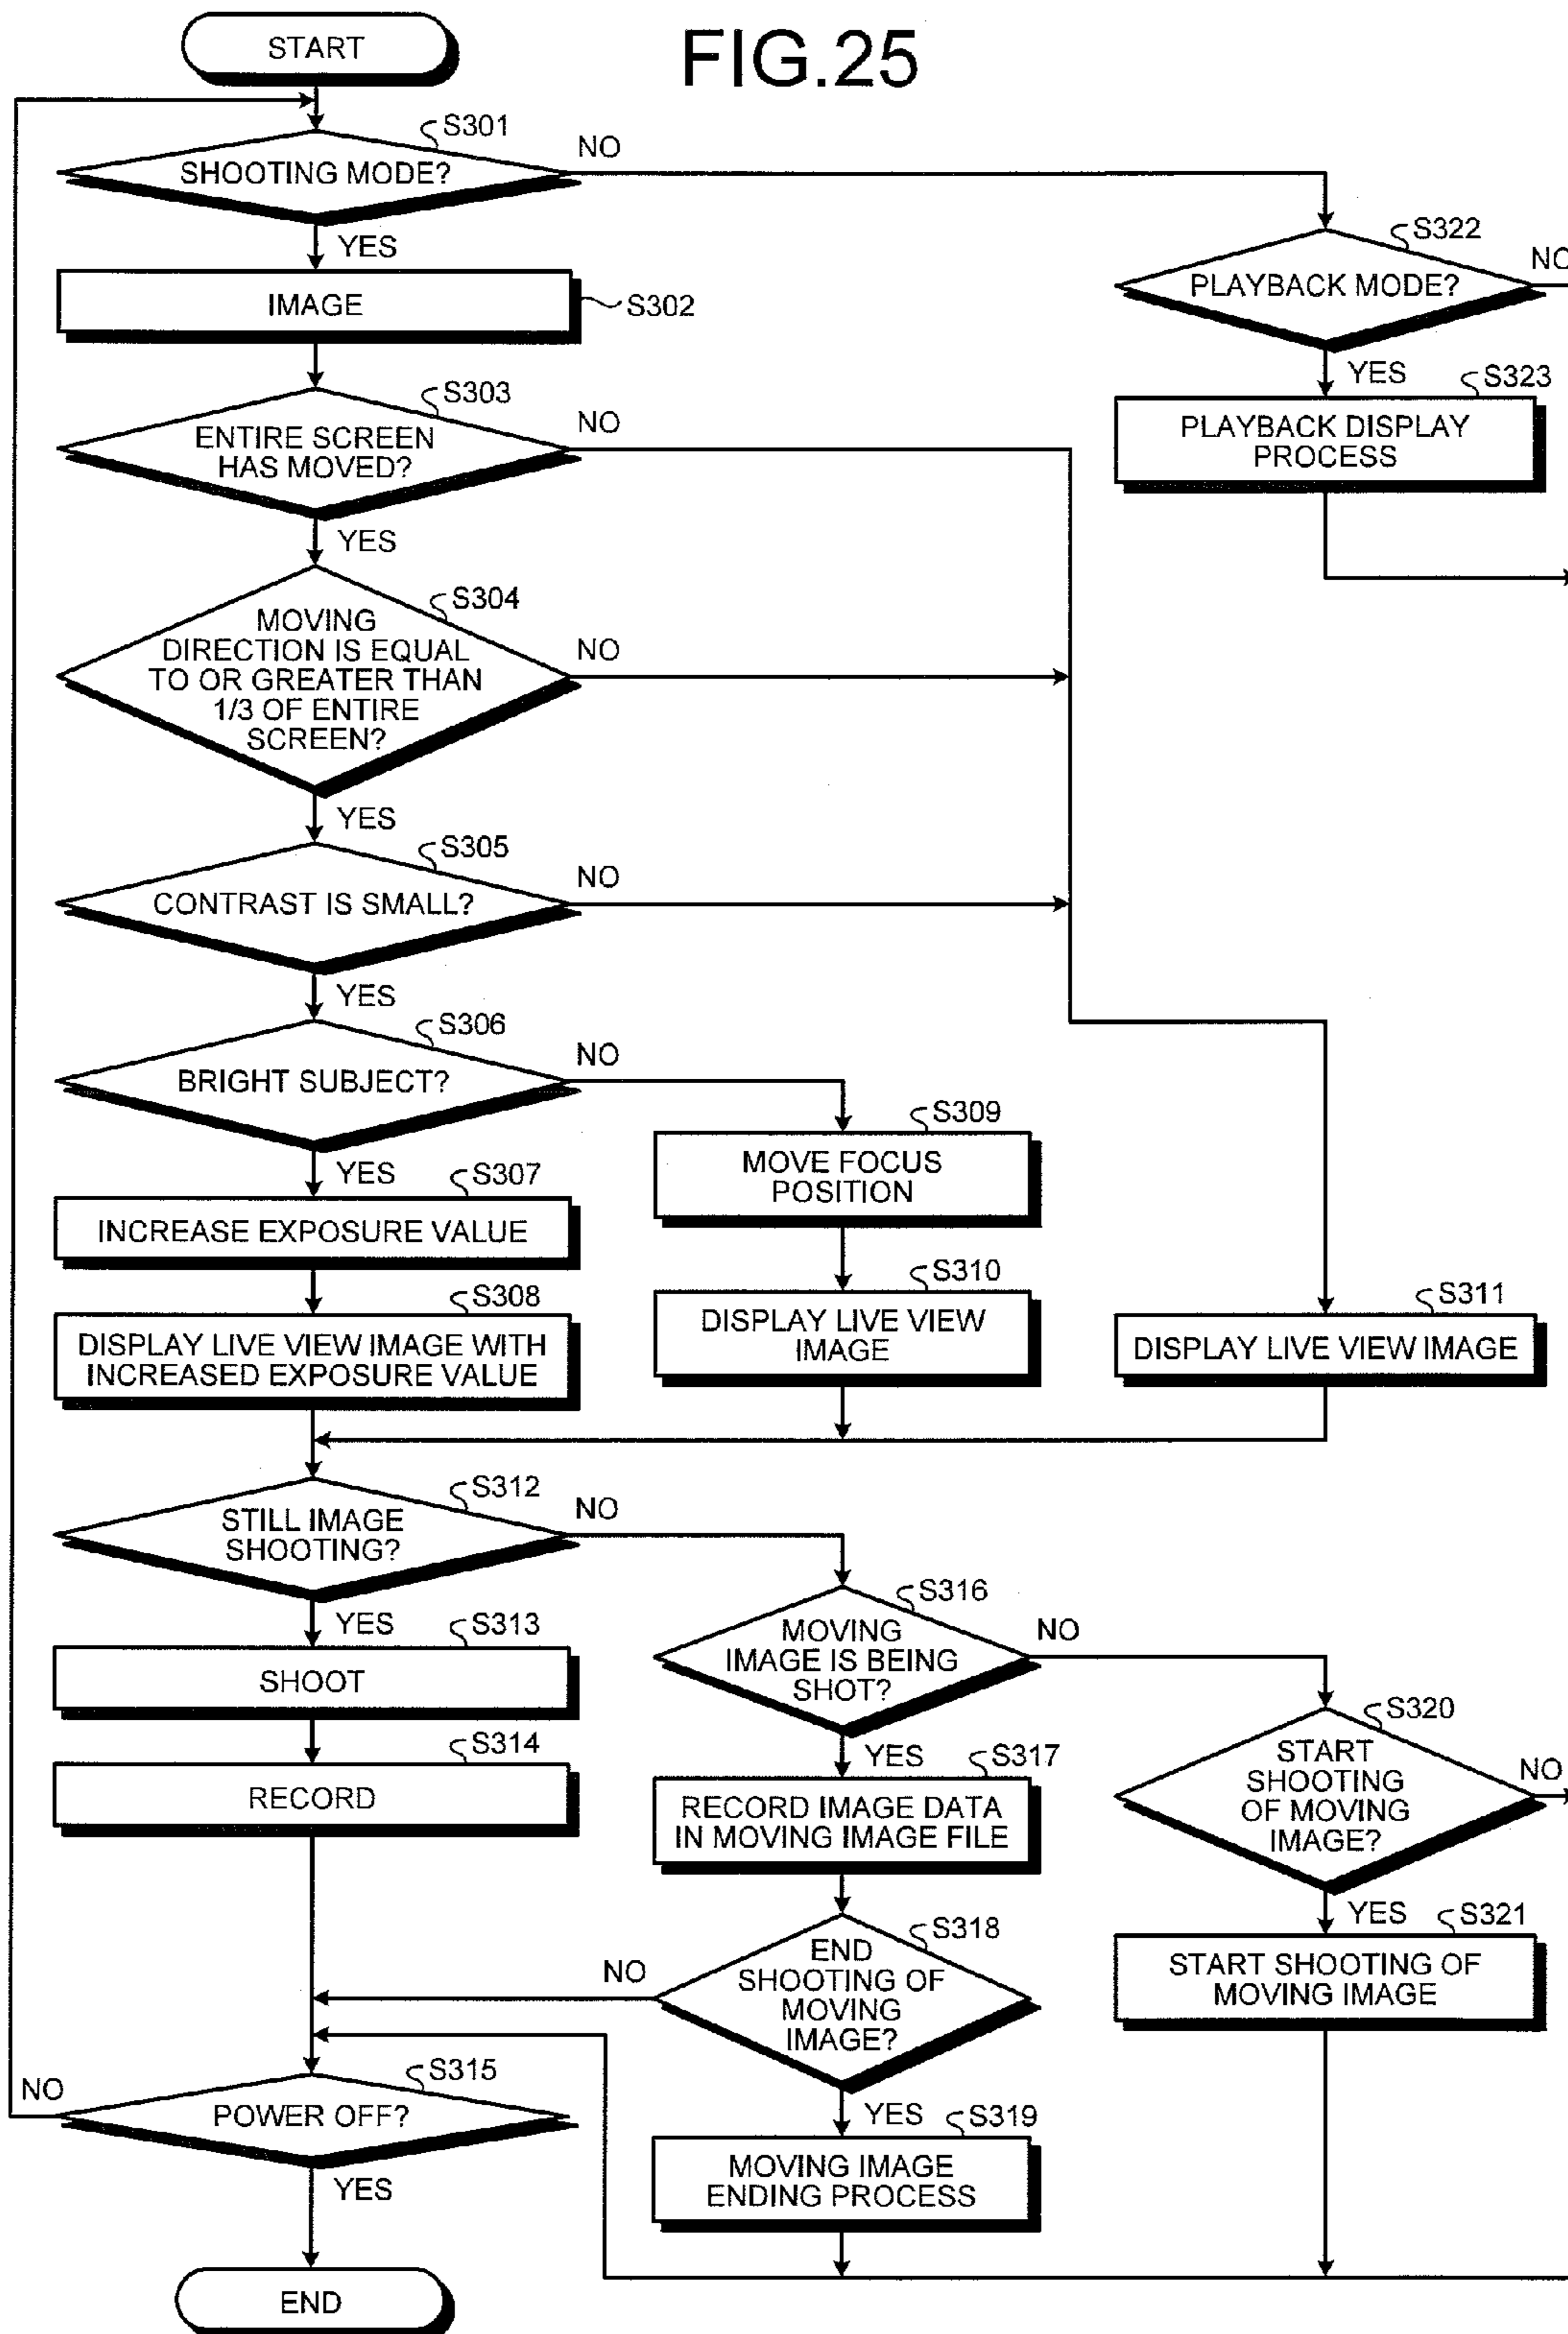 FIG.25
START
S301
SHOOTING MODE?
NO
YES
IMAGE
S302
S303
ENTIRE SCREEN
HAS MOVED?
NO
YES
S304
MOVING
DIRECTION IS EQUAL
TO OR GREATER THAN
1/3 OF ENTIRE
SCREEN?
NO
YES
S305
CONTRAST IS SMALL?
NO
YES
S306
BRIGHT SUBJECT?
NO
YES
S307
INCREASE EXPOSURE VALUE
S308
DISPLAY LIVE VIEW IMAGE WITH
INCREASED EXPOSURE VALUE
S309
MOVE FOCUS
POSITION
S310
DISPLAY LIVE VIEW
IMAGE
S311
DISPLAY LIVE VIEW IMAGE
S312
STILL IMAGE
SHOOTING?
NO
YES
S313
SHOOT
S314
RECORD
S315
POWER OFF?
NO
YES
END
S316
MOVING
IMAGE IS BEING
SHOT?
NO
YES
S317
RECORD IMAGE DATA
IN MOVING IMAGE FILE
S318
END
SHOOTING OF
MOVING
IMAGE?
NO
YES
S319
MOVING IMAGE
ENDING PROCESS
S320
START
SHOOTING
OF MOVING
IMAGE?
NO
YES
S321
START SHOOTING OF
MOVING IMAGE
S322
PLAYBACK MODE?
NO
YES
S323
PLAYBACK DISPLAY
PROCESS